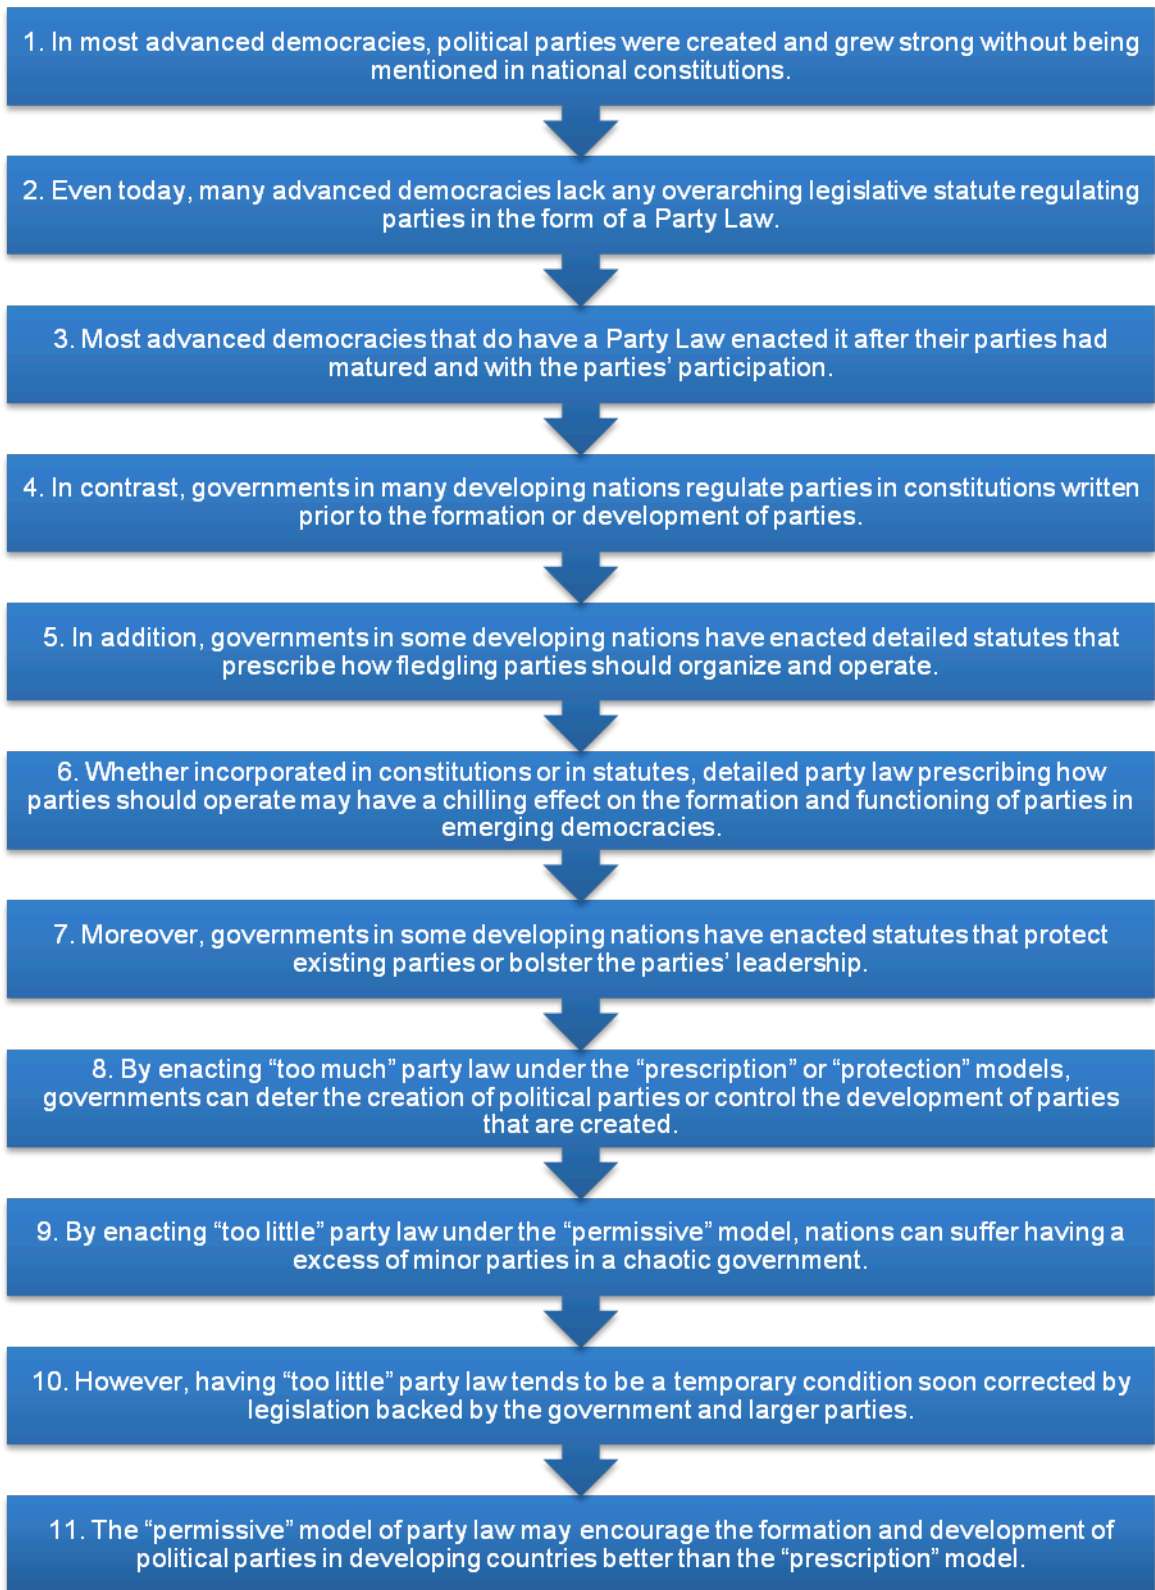 1. In most advanced democracies, political parties were created and grew strong without being
mentioned in national constitutions.
2. Even today, many advanced democracies lack any overarching legislative statute regulating
parties in the form of a Party Law.
3. Most advanced democracies that do have a Party Law enacted it after their parties had
matured and with the parties’ participation.
4. In contrast, governments in many developing nations regulate parties in constitutions written
prior to the formation or development of parties.
5. In addition, governments in some developing nations have enacted detailed statutes that
prescribe how fledgling parties should organize and operate.
6. Whether incorporated in constitutions or in statutes, detailed party law prescribing how
parties should operate may have a chilling effect on the formation and functioning of parties in
emerging democracies.
7. Moreover, governments in some developing nations have enacted statutes that protect
existing parties or bolster the parties’ leadership.
8. By enacting “too much” party law under the “prescription” or “protection” models,
governments can deter the creation of political parties or control the development of parties
that are created.
9. By enacting “too little” party law under the “permissive” model, nations can suffer having a
excess of minor parties in a chaotic government.
10. However, having “too little” party law tends to be a temporary condition soon corrected by
legislation backed by the government and larger parties.
11. The “permissive” model of party law may encourage the formation and development of
political parties in developing countries better than the “prescription” model.